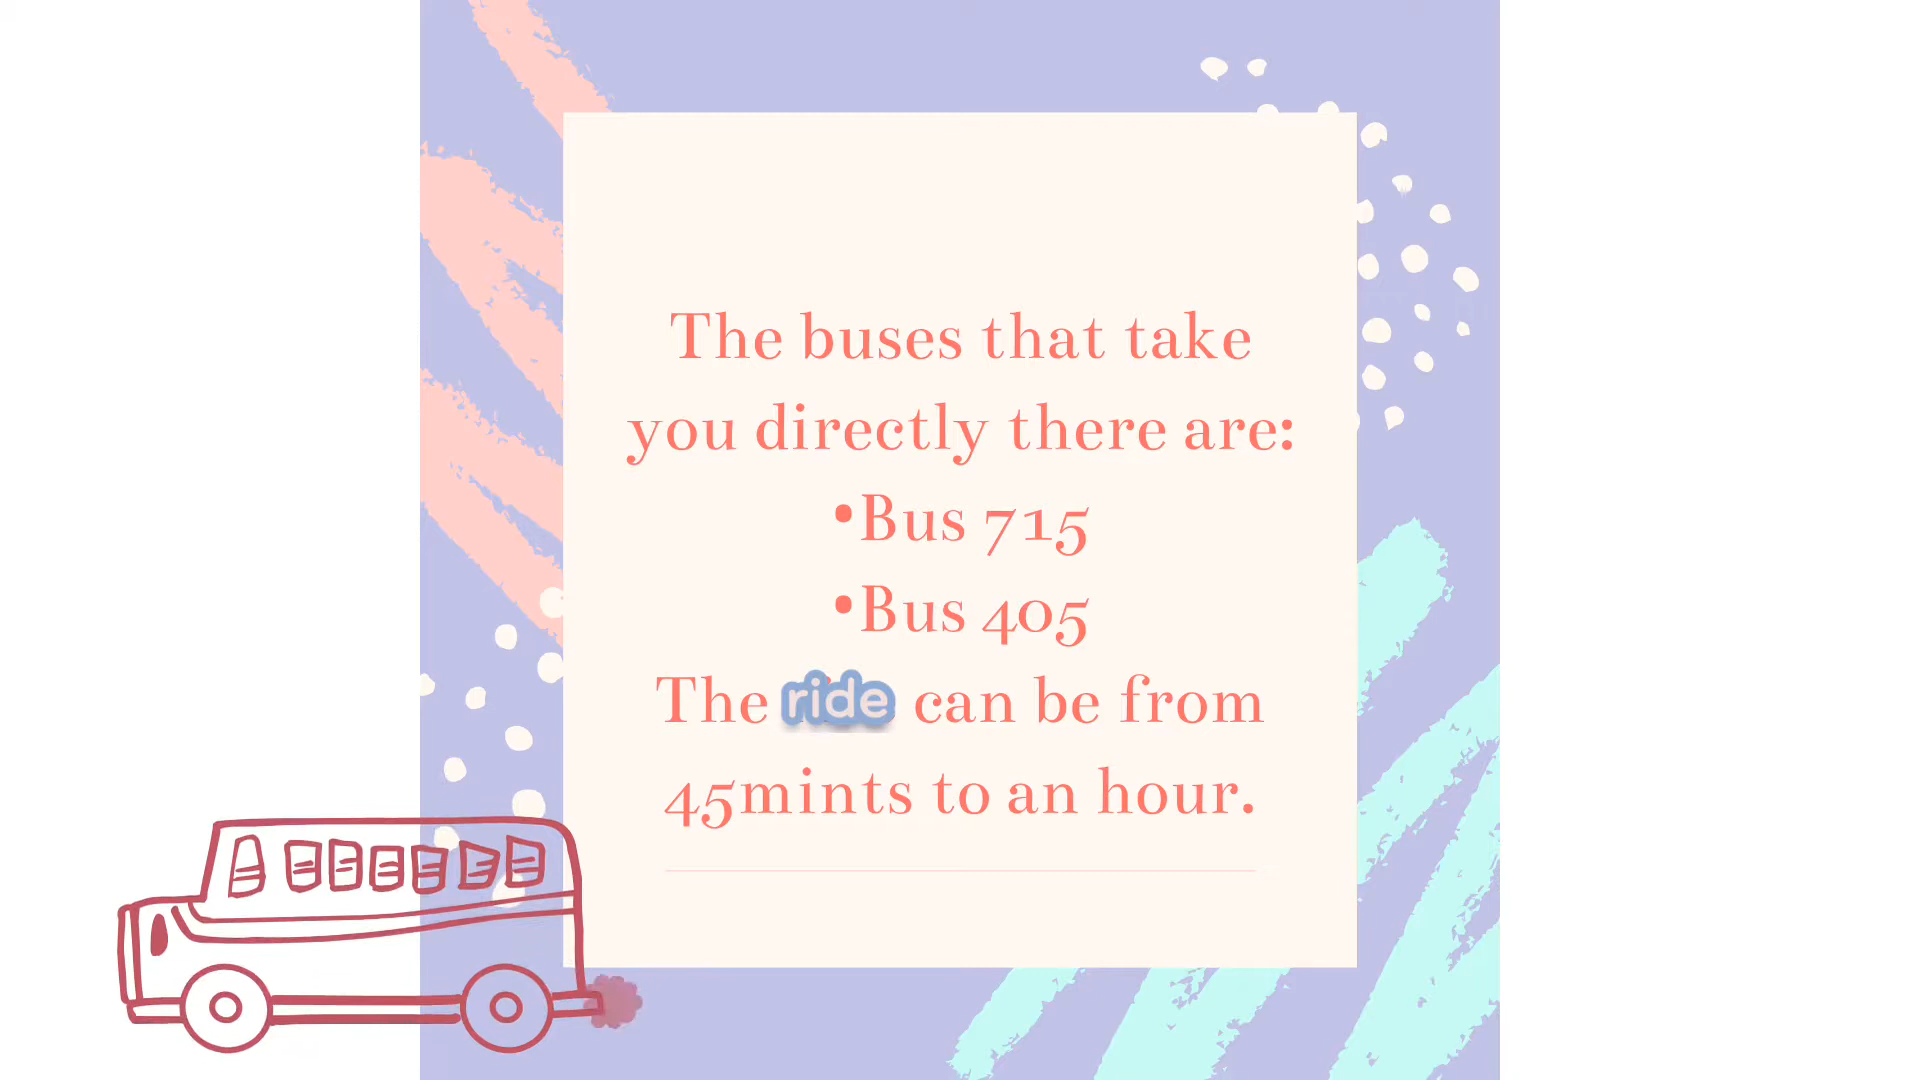 The buses that take
you directly there are:
•Bus 715
•Bus 405
The ride can be from
45mints to an hour.